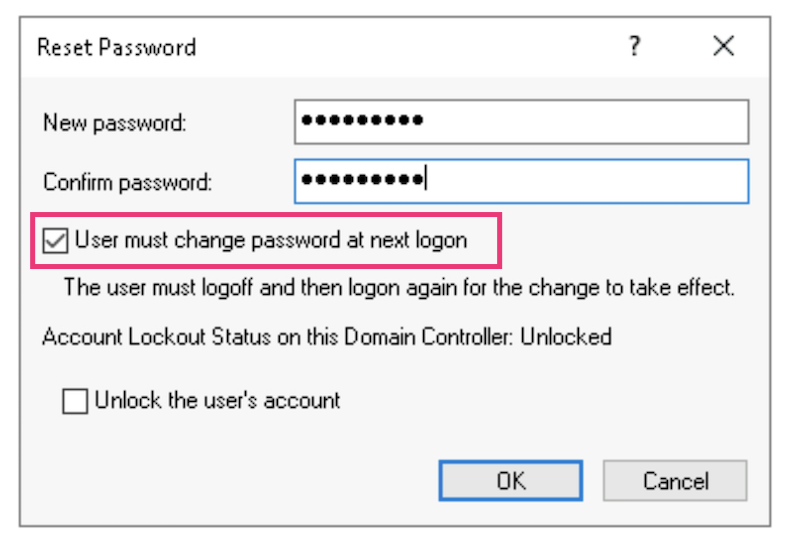 Reset Password ?
New password: ●●●●●●●●●
Confirm password: ●●●●●●●●●
User must change password at next logon
The user must logoff and then logon again for the change to take effect.
Account Lockout Status on this Domain Controller: Unlocked
Unlock the user's account
OK Cancel